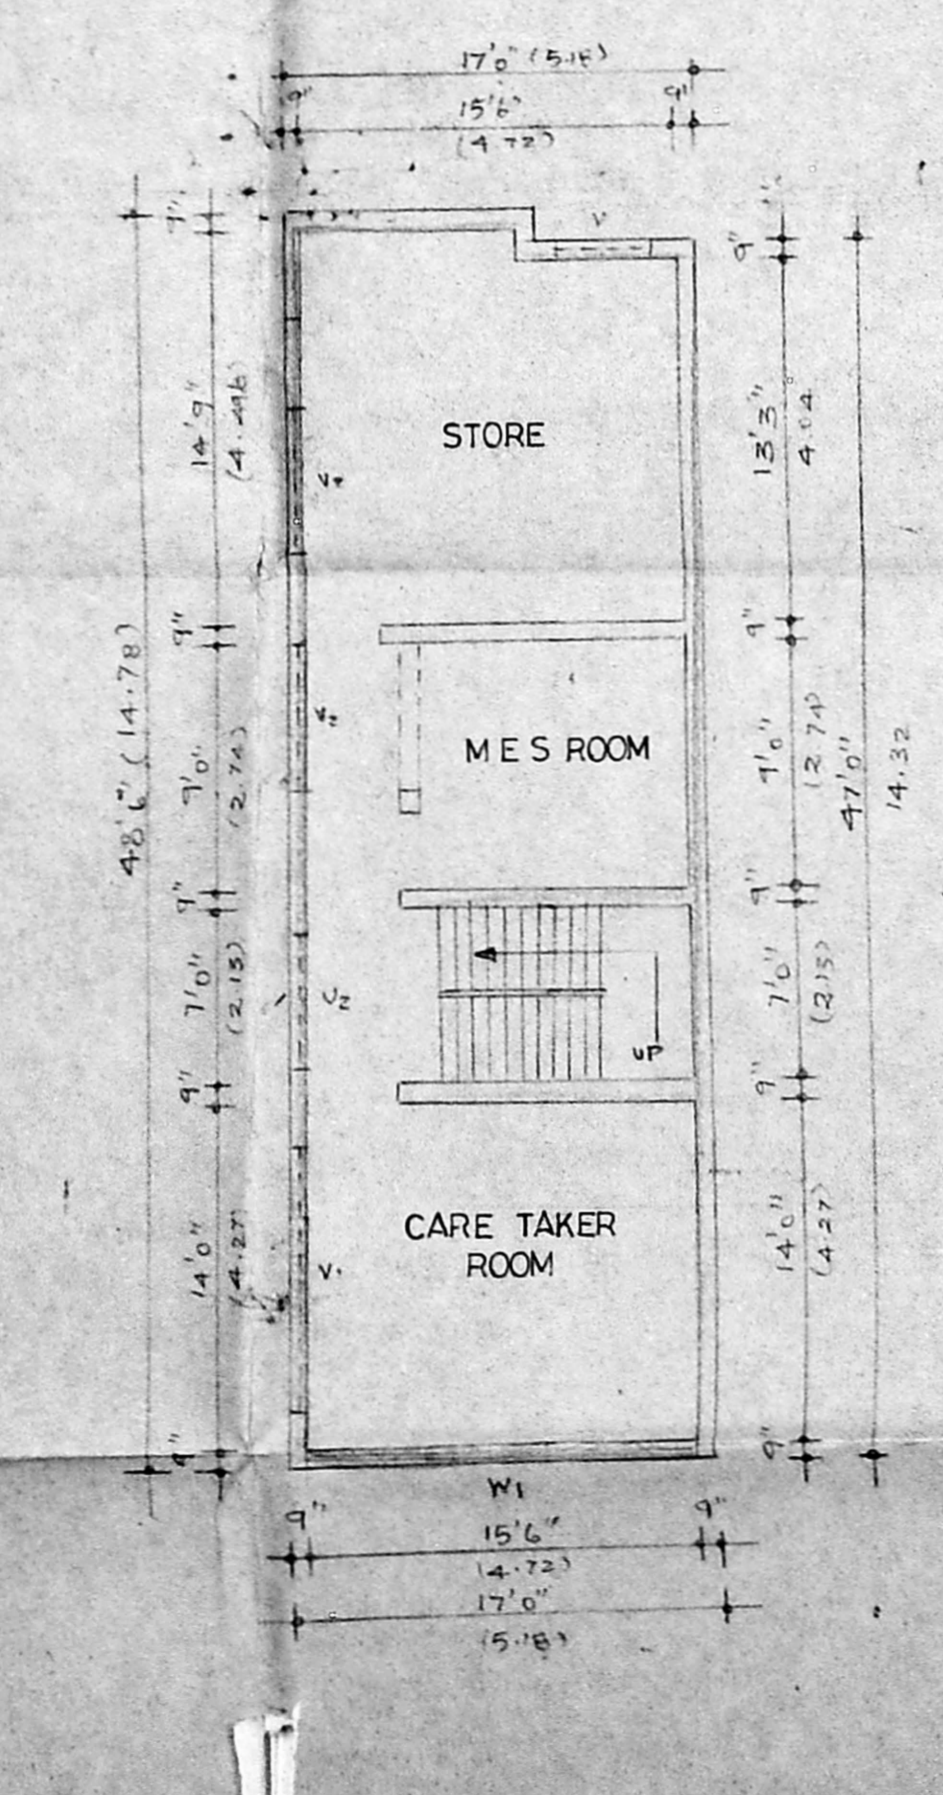 17'0" (5.18)
9" 15'6" 9"
(4.72)
9"
V
9"
14'9"
(4.496)
STORE
13'3"
4.04
V2
9"
9"
48'6" (14.78)
9'0"
(2.74)
V2
MES ROOM
9'0"
(2.74)
47'0"
14.32
9"
9"
7'0"
(2.13)
V2
UP
7'0"
(2.13)
9"
9"
14'0"
(4.27)
V1
CARE TAKER
ROOM
14'0"
(4.27)
9"
9"
W1
9" 15'6" 9"
(4.72)
17'0"
(5.18)